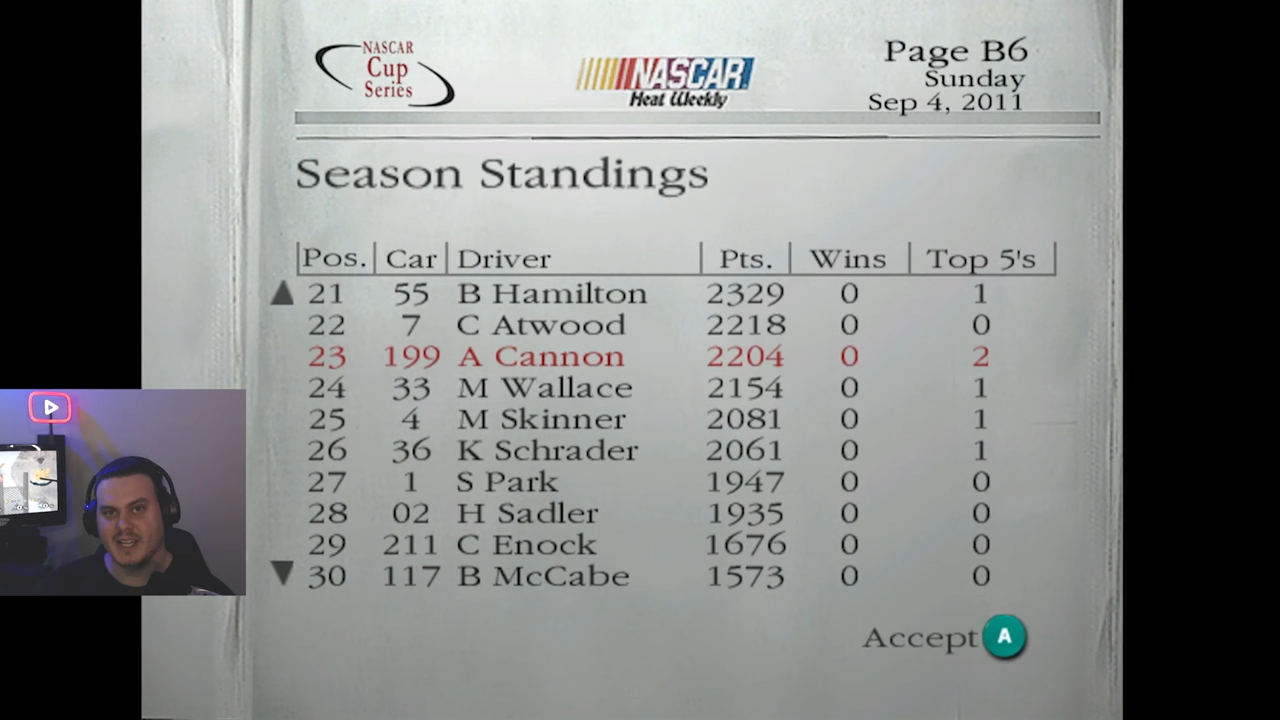 NASCAR
Cup
Series
NASCAR
Heat Weekly
Page B6
Sunday
Sep 4, 2011
Season Standings
Pos. Car Driver Pts. Wins Top 5's
21 55 B Hamilton 2329 0 1
22 7 C Atwood 2218 0 0
23 199 A Cannon 2204 0 2
24 33 M Wallace 2154 0 1
25 4 M Skinner 2081 0 1
26 36 K Schrader 2061 0 1
27 1 S Park 1947 0 0
28 02 H Sadler 1935 0 0
29 211 C Enock 1676 0 0
30 117 B McCabe 1573 0 0
Accept A